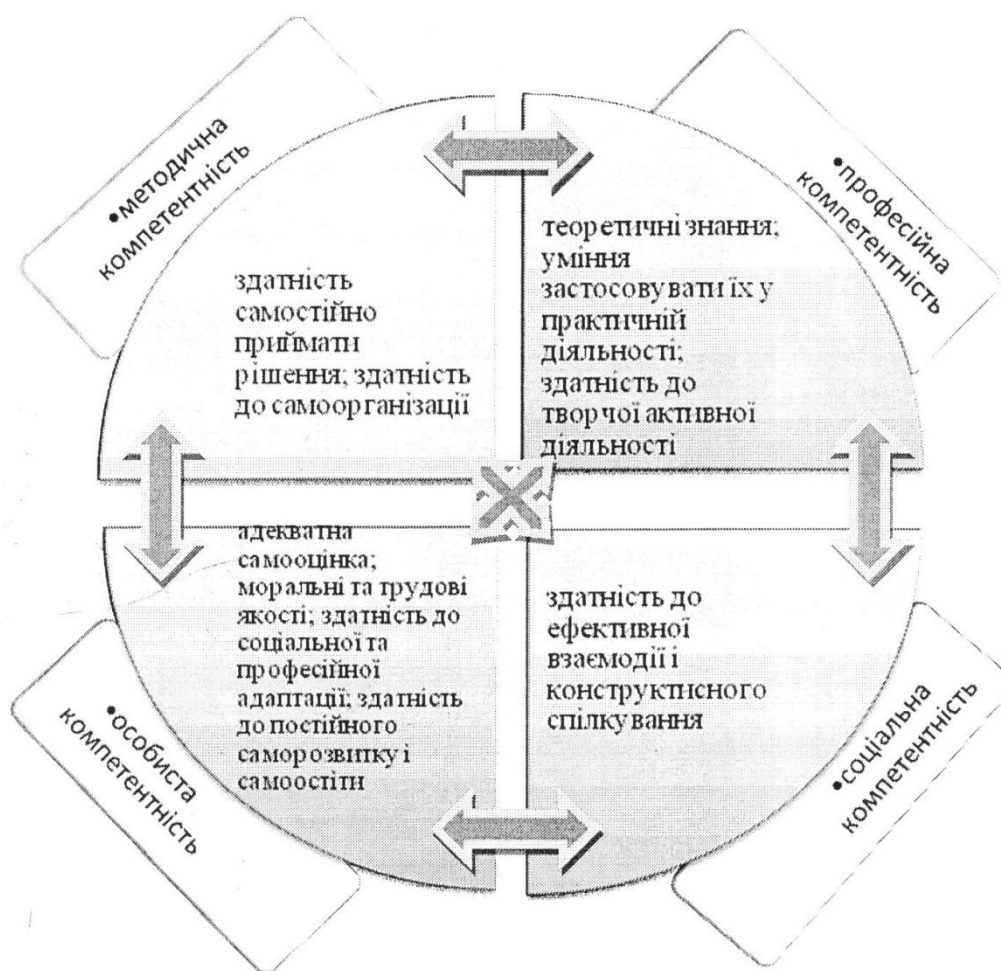 •методична
компетентність
•професійна
компетентність
здатність
самостійно
приймати
рішення; здатність
до самоорганізації
теоретичні знання;
уміння
застосовувати їх у
практичній
діяльності;
здатність до
творчої активної
діяльності
адекватна
самооцінка;
моральні та трудові
якості; здатність до
соціальної та
професійної
адаптації; здатність
до постійного
саморозвитку і
самоостіти
здатність до
ефективної
взаємодії і
конструктисного
спілкування
•особиста
компетентність
•соціальна
компетентність